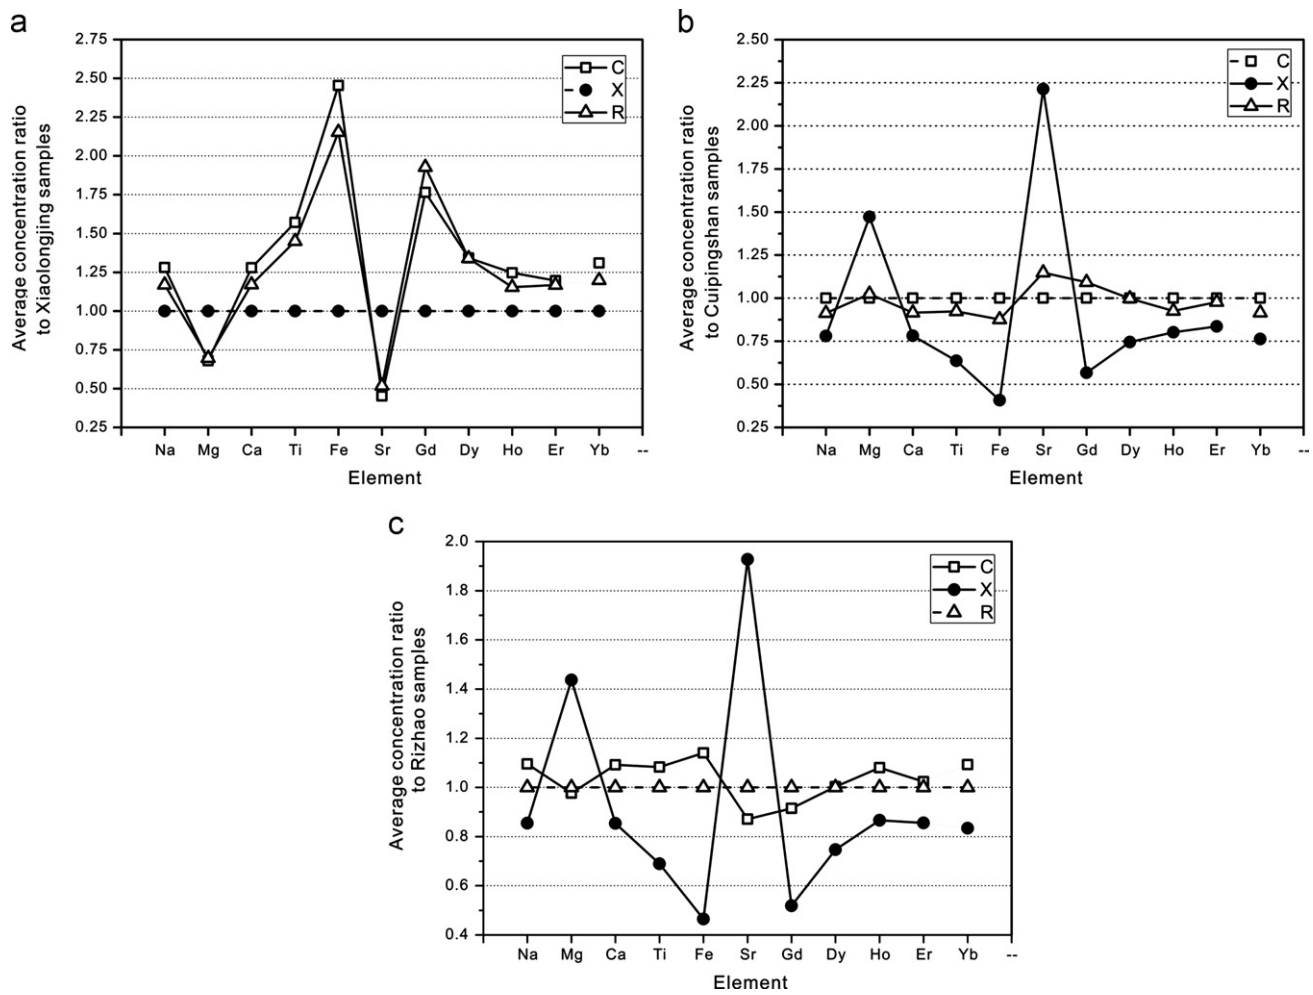 a
Average concentration ratio
to Xiaolongjing samples
2.75
2.50
2.25
2.00
1.75
1.50
1.25
1.00
0.75
0.50
0.25
C
X
R
Na Mg Ca Ti Fe Sr Gd Dy Ho Er Yb --
Element
b
Average concentration ratio
to Cuipingshan samples
2.50
2.25
2.00
1.75
1.50
1.25
1.00
0.75
0.50
0.25
C
X
R
Na Mg Ca Ti Fe Sr Gd Dy Ho Er Yb --
Element
c
Average concentration ratio
to Rizhao samples
2.0
1.8
1.6
1.4
1.2
1.0
0.8
0.6
0.4
C
X
R
Na Mg Ca Ti Fe Sr Gd Dy Ho Er Yb --
Element